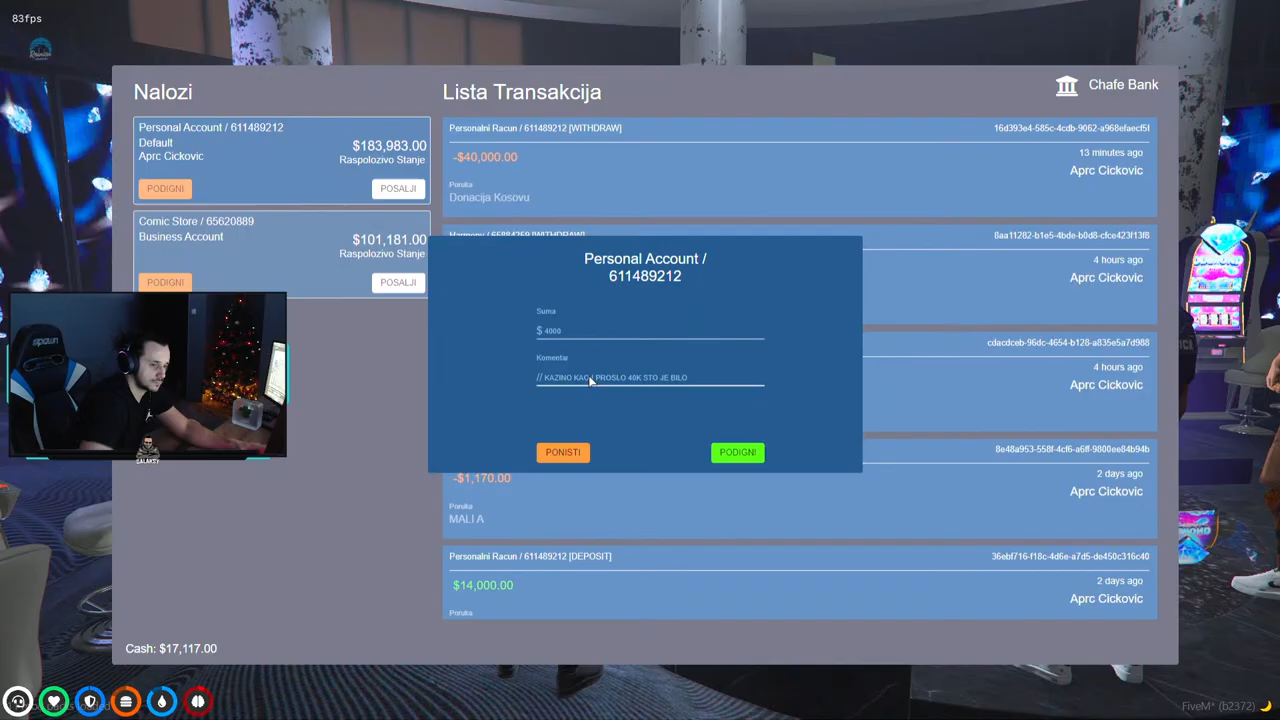 83fps
Nalozi
Lista Transakcija
Chafe Bank
Personal Account / 611489212
Default
Aprc Cickovic
$183,983.00
Raspolozivo Stanje
PODIGNI
POSALJI
Comic Store / 65620889
Business Account
$101,181.00
Raspolozivo Stanje
PODIGNI
POSALJI
Personalni Racun / 611489212 [WITHDRAW]
16d393e4-585c-4cdb-9062-a968efaecf5f
-$40,000.00
13 minutes ago
Aprc Cickovic
Poruka
Donacija Kosovu
8aa11282-b1e5-4bde-b0d8-cfce423f13f8
4 hours ago
Aprc Cickovic
Personal Account /
611489212
Suma
$ 4000
Komentar
// KAZINO KAO I PROSLO 40K STO JE BILO
PONISTI
PODIGNI
cdacdceb-96dc-4654-b128-a835e5a7d988
4 hours ago
Aprc Cickovic
8e48a953-558f-4cf6-a6ff-9800ee84b94b
-$1,170.00
2 days ago
Aprc Cickovic
Poruka
MALI A
Personalni Racun / 611489212 [DEPOSIT]
36ebf716-f18c-4d6e-a7d5-de450c316c40
$14,000.00
2 days ago
Aprc Cickovic
Poruka
Cash: $17,117.00
spawn
GALAKSY
FiveM* (b2372)